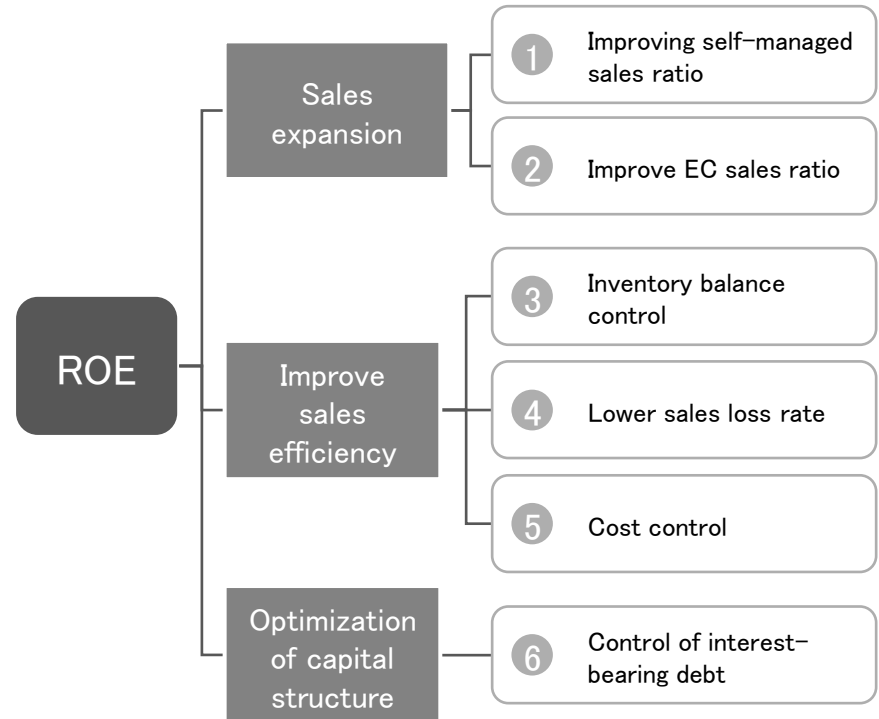 ROE
Sales
expansion
1
Improving self-managed
sales ratio
2
Improve EC sales ratio
Improve
sales
efficiency
3
Inventory balance
control
4
Lower sales loss rate
5
Cost control
Optimization
of capital
structure
6
Control of interest-
bearing debt